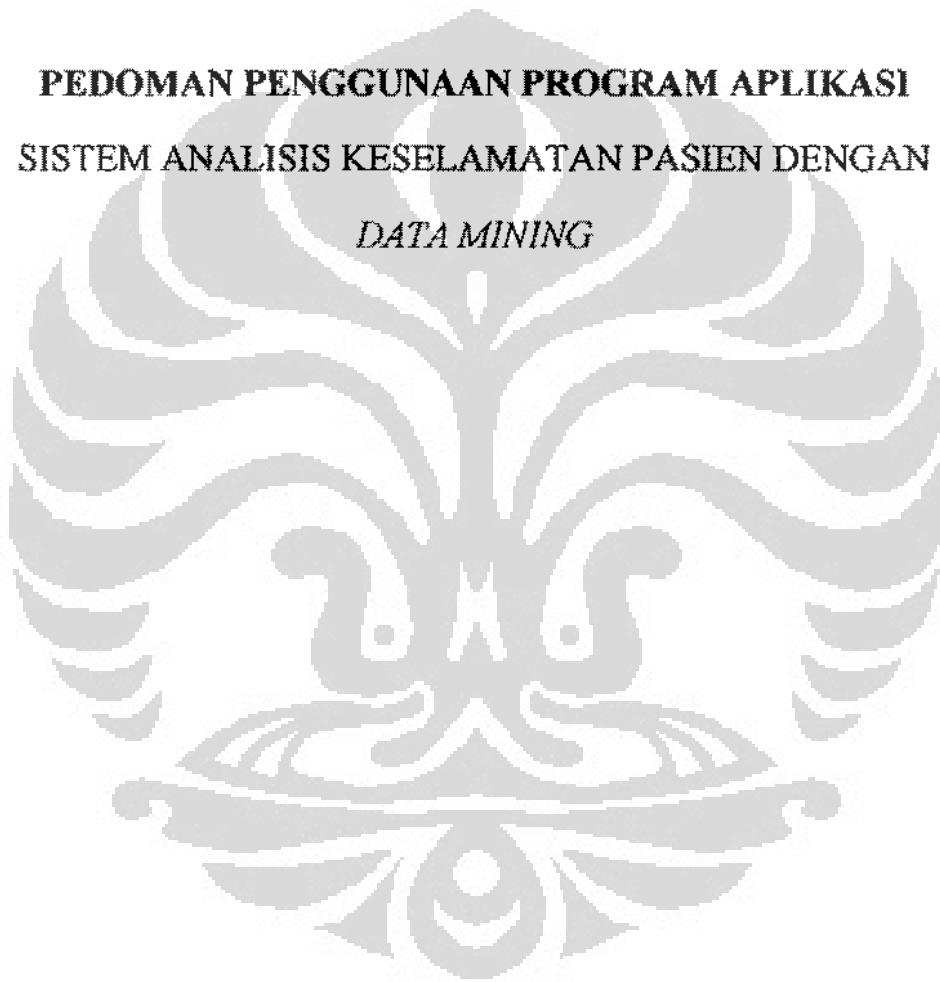 PEDOMAN PENGGUNAAN PROGRAM APLIKASI
SISTEM ANALISIS KESELAMATAN PASIEN DENGAN
DATA MINING